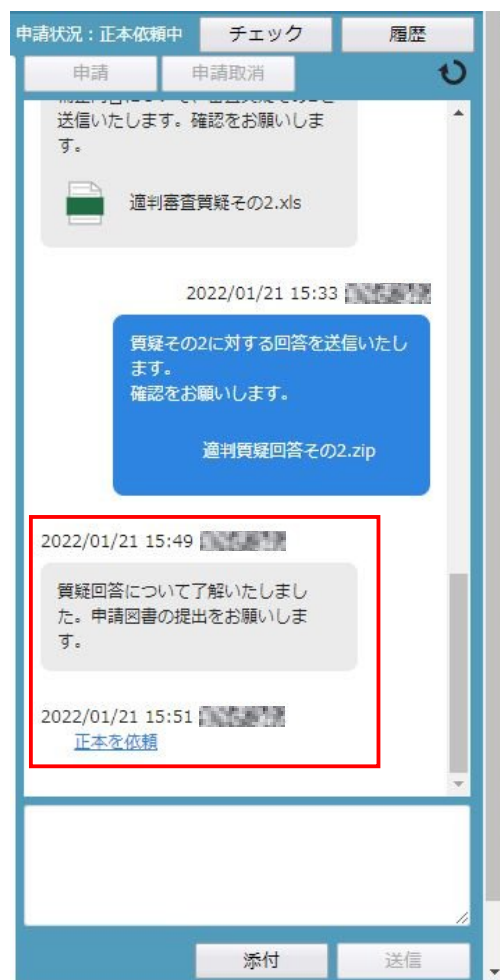 申請状況：正本依頼中
チェック
履歴
申請
申請取消
送信いたします。確認をお願いしま
す。
適判審査質疑その2.xls
2022/01/21 15:33
質疑その2に対する回答を送信いたし
ます。
確認をお願いします。
適判質疑回答その2.zip
2022/01/21 15:49
質疑回答について了解いたしまし
た。申請図書の提出をお願いしま
す。
2022/01/21 15:51
正本を依頼
添付
送信